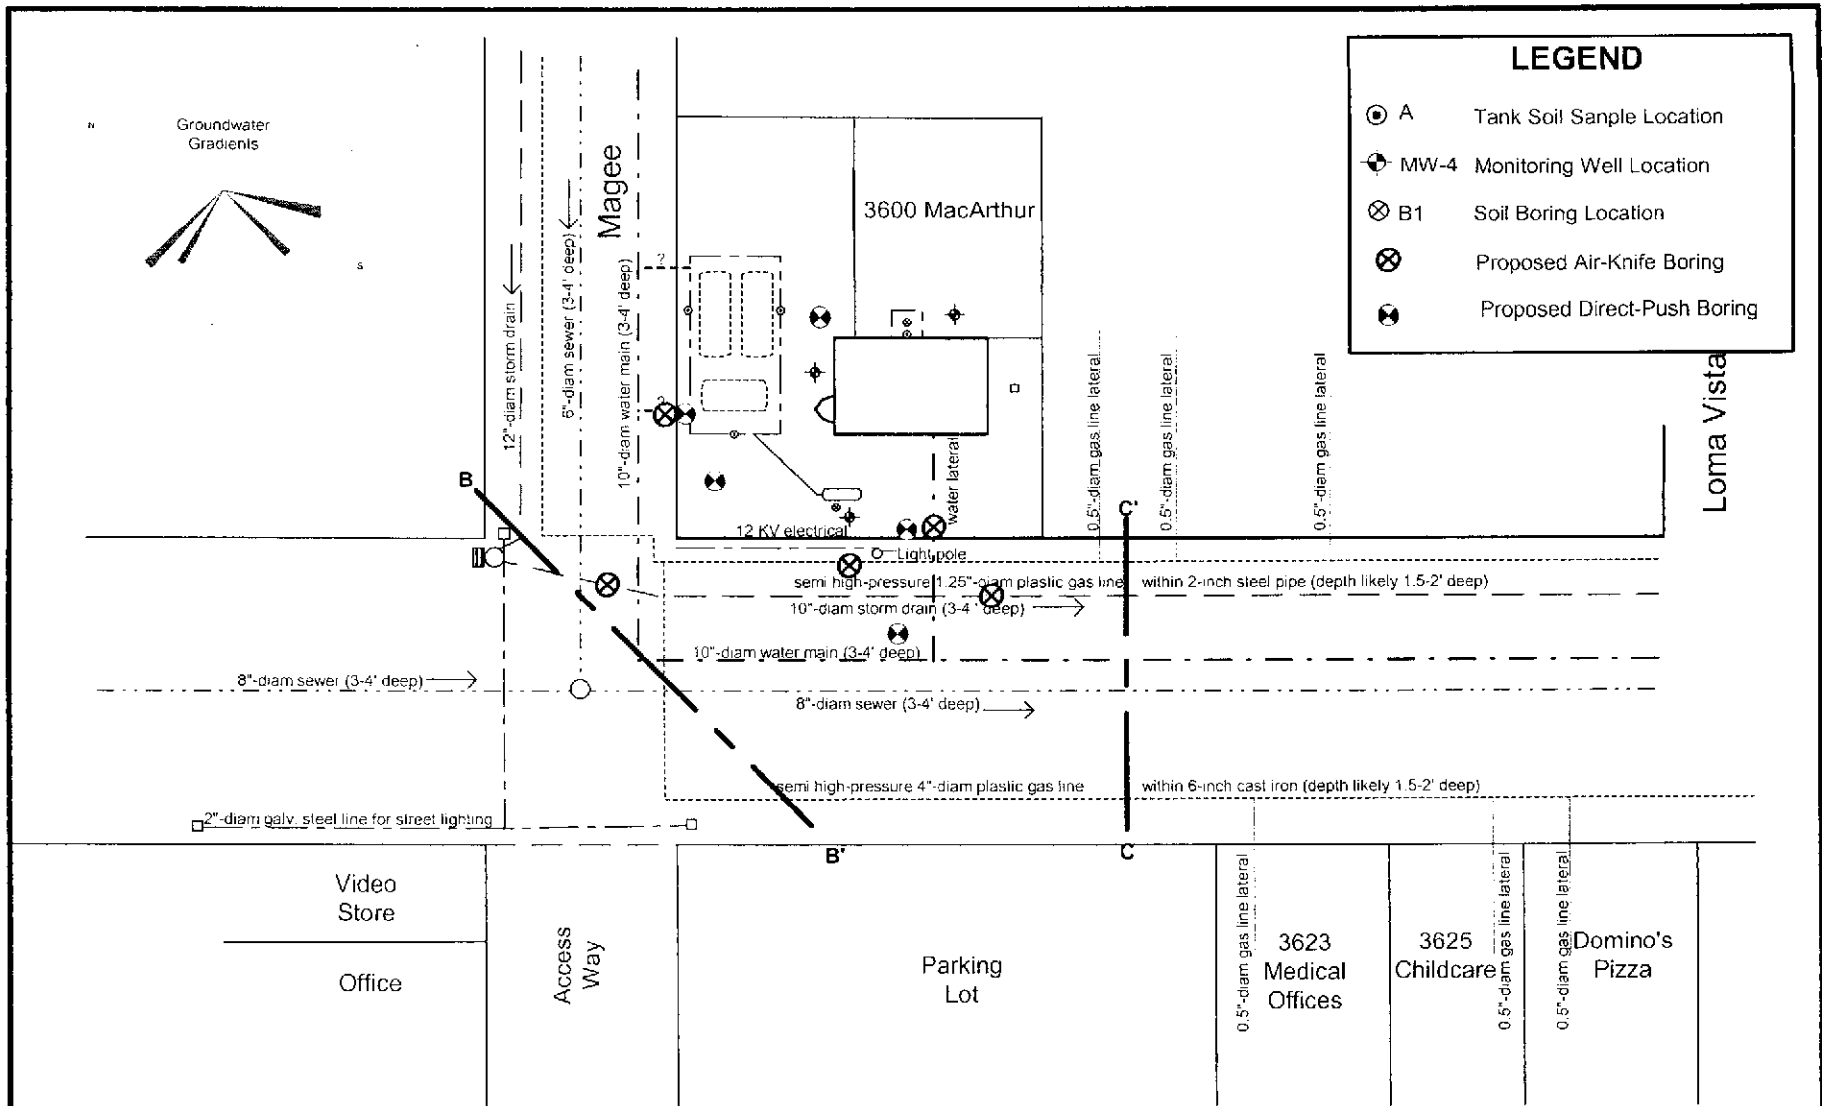 LEGEND
A Tank Soil Sanple Location
MW-4 Monitoring Well Location
B1 Soil Boring Location
Proposed Air-Knife Boring
Proposed Direct-Push Boring
N
Groundwater
Gradients
S
Magee
3600 MacArthur
Loma Vista
12"-diam storm drain
6"-diam sewer (3-4' deep)
10"-diam water main (3-4' deep)
?
?
water lateral
0.5"-diam gas line lateral
0.5"-diam gas line lateral
0.5"-diam gas line lateral
B
C'
12 KV electrical
Light pole
semi high-pressure 1.25"-diam plastic gas line within 2-inch steel pipe (depth likely 1.5-2' deep)
10"-diam storm drain (3-4' deep)
10"-diam water main (3-4' deep)
8"-diam sewer (3-4' deep)
8"-diam sewer (3-4' deep)
semi high-pressure 4"-diam plastic gas line within 6-inch cast iron (depth likely 1.5-2' deep)
2"-diam galv. steel line for street lighting
B'
C
Video
Store
Office
Access
Way
Parking
Lot
0.5"-diam gas line lateral
3623
Medical
Offices
3625
Childcare
0.5"-diam gas line lateral
0.5"-diam gas line lateral
Domino's
Pizza